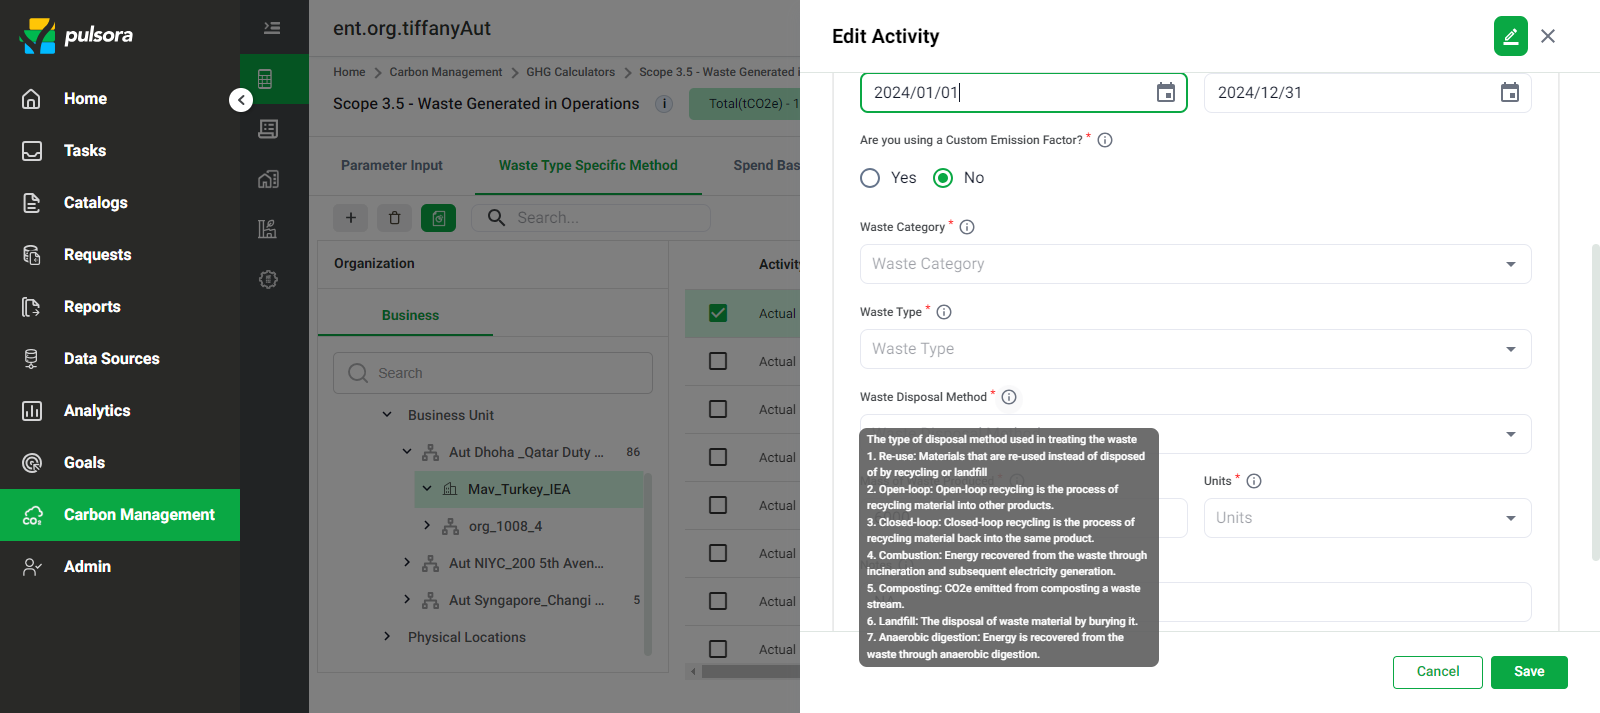 pulsora
Home
Tasks
Catalogs
Requests
Reports
Data Sources
Analytics
Goals
Carbon Management
Admin
ent.org.tiffanyAut
Home > Carbon Management > GHG Calculators > Scope 3.5 - Waste Generated
Scope 3.5 - Waste Generated in Operations
Total(tCO2e) - 1
Parameter Input
Waste Type Specific Method
Spend Bas
Search...
Organization
Business
Search
Business Unit
Aut Dhoha _Qatar Duty ... 86
Mav_Turkey_IEA
org_1008_4
Aut NIYC_200 5th Aven...
Aut Syngapore_Changi ... 5
Physical Locations
Activity
Actual
Actual
Actual
Actual
Actual
Actual
Actual
Actual
Edit Activity
2024/01/01
2024/12/31
Are you using a Custom Emission Factor? *
Yes
No
Waste Category *
Waste Category
Waste Type *
Waste Type
Waste Disposal Method *
The type of disposal method used in treating the waste
1. Re-use: Materials that are re-used instead of disposed
of by recycling or landfill
2. Open-loop: Open-loop recycling is the process of
recycling material into other products.
3. Closed-loop: Closed-loop recycling is the process of
recycling material back into the same product.
4. Combustion: Energy recovered from the waste through
incineration and subsequent electricity generation.
5. Composting: CO2e emitted from composting a waste
stream.
6. Landfill: The disposal of waste material by burying it.
7. Anaerobic digestion: Energy is recovered from the
waste through anaerobic digestion.
Units *
Units
Cancel
Save